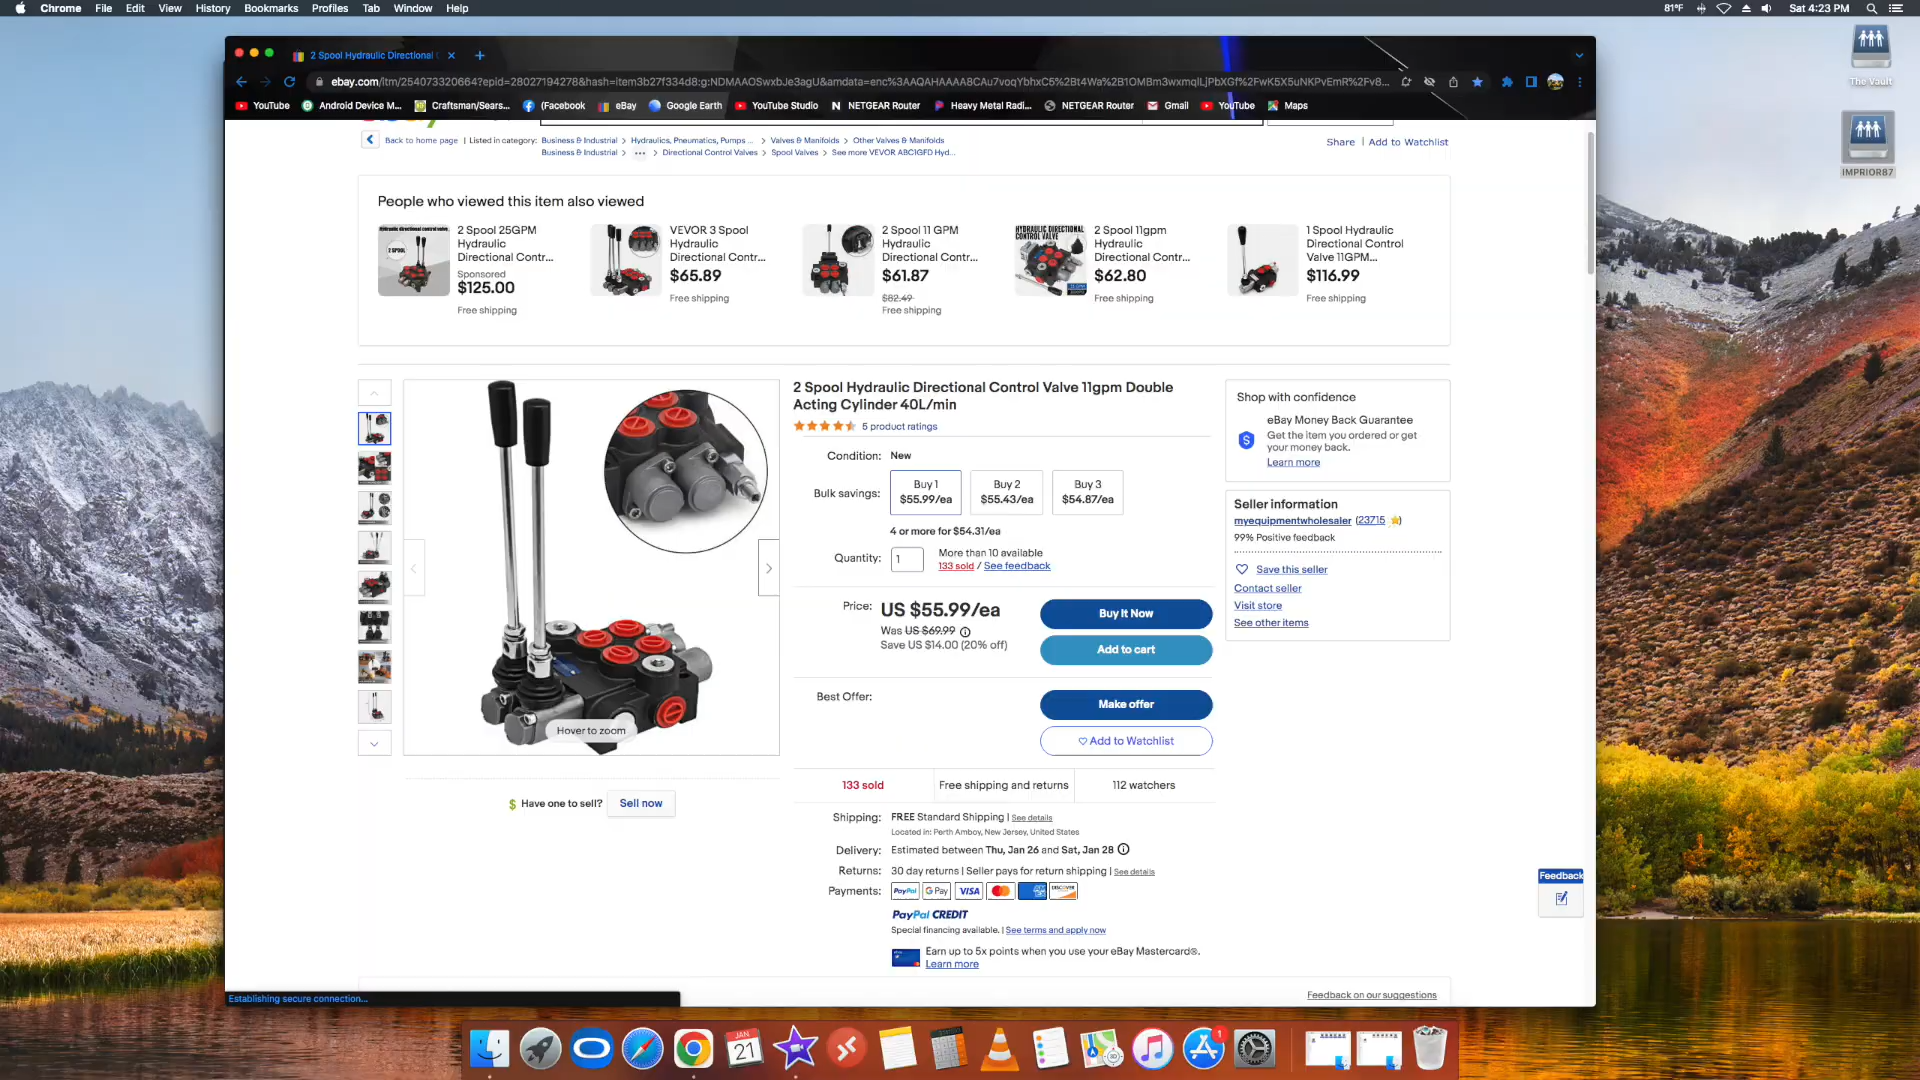 Chrome File Edit View History Bookmarks Profiles Tab Window Help
81°F Sat 4:23 PM
The Vault
IMPRIOR87
2 Spool Hydraulic Directional
ebay.com/itm/254073320664?epid=28027194278&hash=item3b27f334d8:g:NDMAAOSwxbJe3agU&amdata=enc%3AAQAHAAAA8CAu7voqYbhxC5%2Bt4Wa%2B1OMBm3wxmqlLjPbXGf%2FwK5X5uNKPvEmR%2Fv8...
YouTube Android Device M... Craftsman/Sears... (Facebook eBay Google Earth YouTube Studio NETGEAR Router Heavy Metal Radi... NETGEAR Router Gmail YouTube Maps
Back to home page | Listed in category: Business & Industrial > Hydraulics, Pneumatics, Pumps ... > Valves & Manifolds > Other Valves & Manifolds
Business & Industrial > ... > Directional Control Valves > Spool Valves > See more VEVOR ABC1GFD Hyd...
Share | Add to Watchlist
People who viewed this item also viewed
2 Spool 25GPM
Hydraulic
Directional Contr...
Sponsored
$125.00
Free shipping
VEVOR 3 Spool
Hydraulic
Directional Contr...
$65.89
Free shipping
2 Spool 11 GPM
Hydraulic
Directional Contr...
$61.87
$82.49
Free shipping
HYDRAULIC DIRECTIONAL
CONTROL VALVE
2 Spool 11gpm
Hydraulic
Directional Contr...
$62.80
Free shipping
1 Spool Hydraulic
Directional Control
Valve 11GPM...
$116.99
Free shipping
Hover to zoom
$ Have one to sell? Sell now
2 Spool Hydraulic Directional Control Valve 11gpm Double
Acting Cylinder 40L/min
5 product ratings
Condition: New
Bulk savings:
Buy 1
$55.99/ea
Buy 2
$55.43/ea
Buy 3
$54.87/ea
4 or more for $54.31/ea
Quantity: 1
More than 10 available
133 sold / See feedback
Price: US $55.99/ea
Was US $69.99
Save US $14.00 (20% off)
Buy It Now
Add to cart
Best Offer:
Make offer
Add to Watchlist
133 sold
Free shipping and returns
112 watchers
Shipping: FREE Standard Shipping | See details
Located in: Perth Amboy, New Jersey, United States
Delivery: Estimated between Thu, Jan 26 and Sat, Jan 28
Returns: 30 day returns | Seller pays for return shipping | See details
Payments: PayPal G Pay VISA DISCOVER
PayPal CREDIT
Special financing available. | See terms and apply now
Earn up to 5x points when you use your eBay Mastercard®.
Learn more
Shop with confidence
eBay Money Back Guarantee
Get the item you ordered or get
your money back.
Learn more
Seller information
myequipmentwholesaler (23715)
99% Positive feedback
Save this seller
Contact seller
Visit store
See other items
Feedback
Feedback on our suggestions
Establishing secure connection...
JAN
21
3D
1